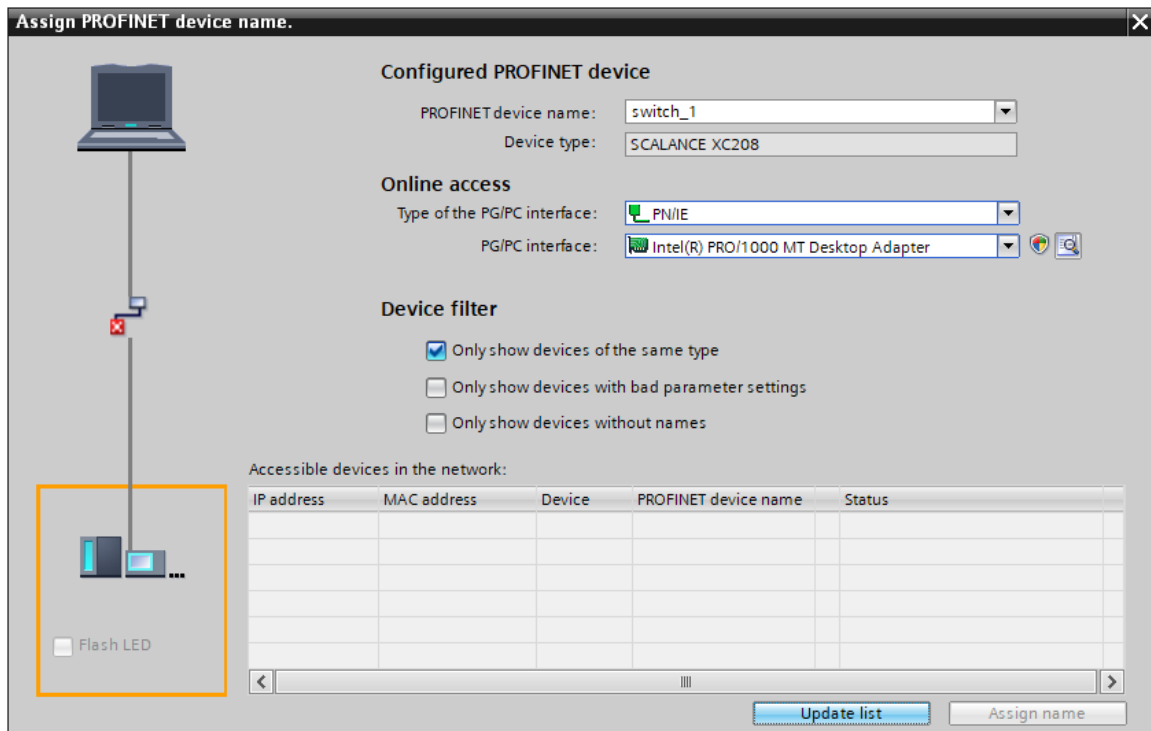 Assign PROFINET device name.
Configured PROFINET device
PROFINET device name: switch_1
Device type: SCALANCE XC208
Online access
Type of the PG/PC interface: PN/IE
PG/PC interface: Intel(R) PRO/1000 MT Desktop Adapter
Device filter
Only show devices of the same type
Only show devices with bad parameter settings
Only show devices without names
Accessible devices in the network:
IP address MAC address Device PROFINET device name Status
Flash LED
Update list Assign name